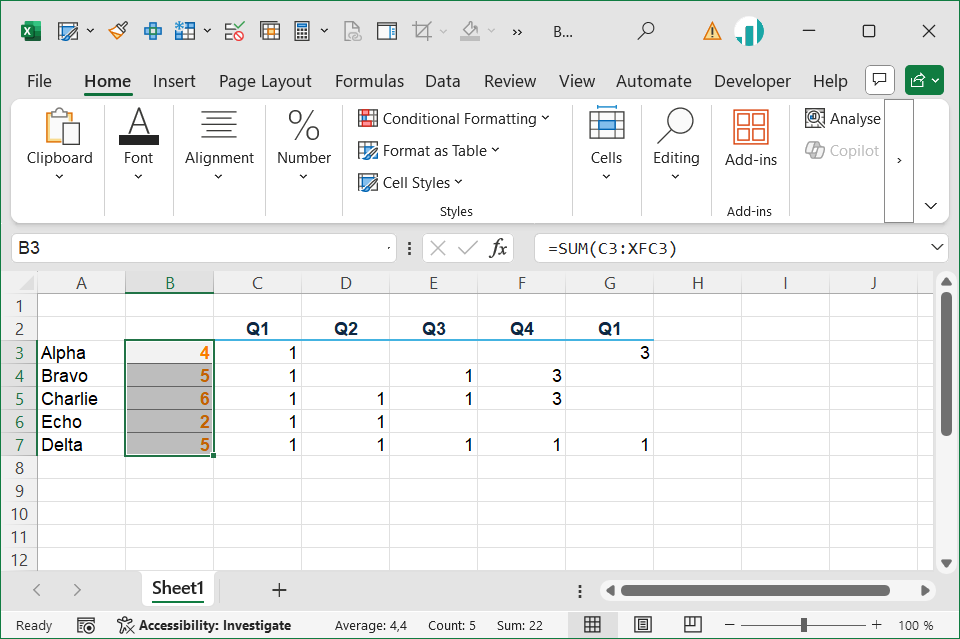 B...
File Home Insert Page Layout Formulas Data Review View Automate Developer Help
Clipboard Font Alignment Number Conditional Formatting Format as Table Cell Styles Cells Editing Add-ins Analyse Copilot
Styles Add-ins
B3 fx =SUM(C3:XFC3)
A B C D E F G H I J
1
2 Q1 Q2 Q3 Q4 Q1
3 Alpha 4 1 3
4 Bravo 5 1 1 3
5 Charlie 6 1 1 1 3
6 Echo 2 1 1
7 Delta 5 1 1 1 1 1
8
9
10
11
12
Sheet1
Ready Accessibility: Investigate Average: 4,4 Count: 5 Sum: 22 100 %